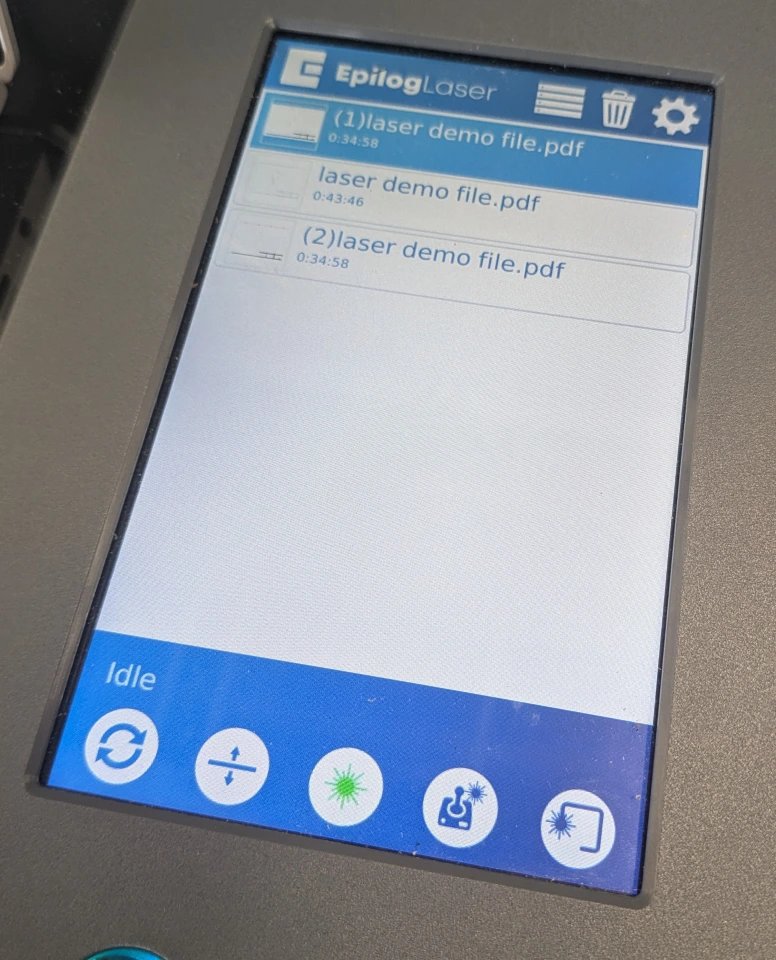 EpilogLaser
(1)laser demo file.pdf
0:34:58
laser demo file.pdf
0:43:46
(2)laser demo file.pdf
0:34:58
Idle